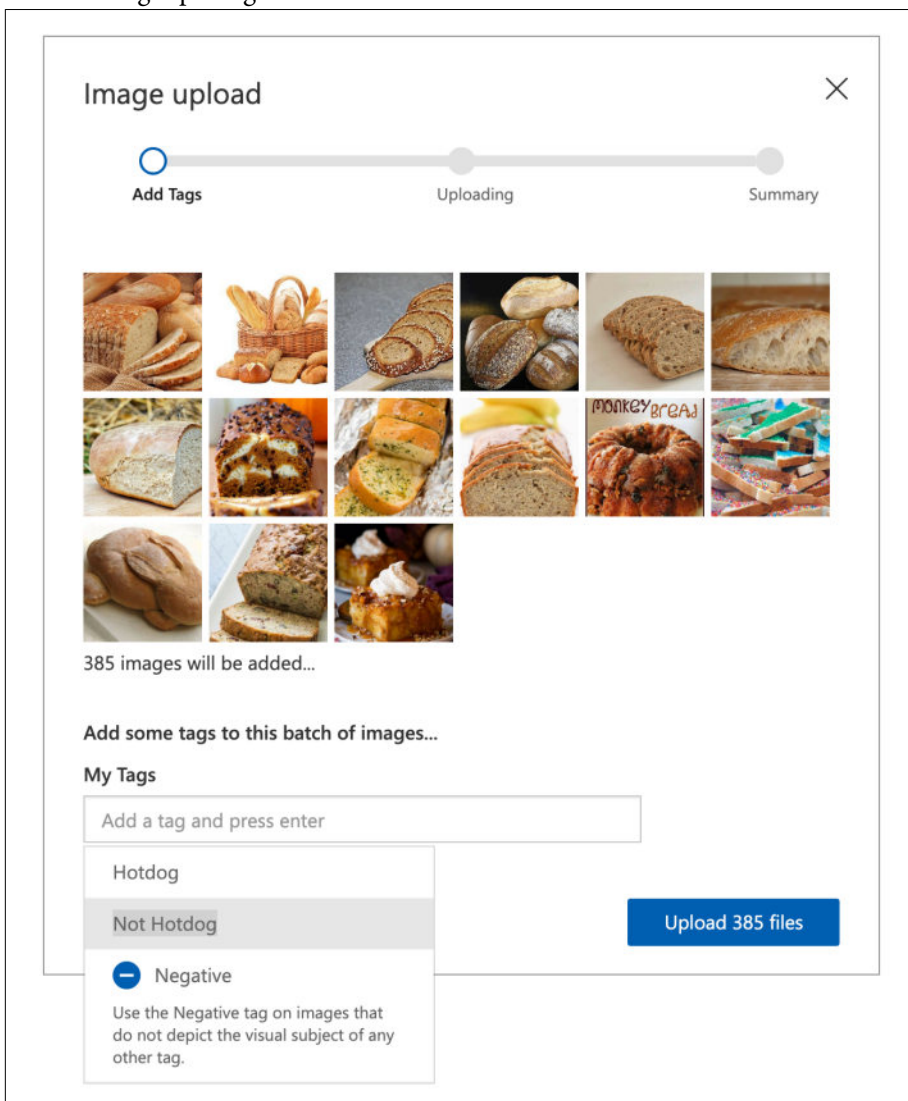 Image upload
Add Tags
Uploading
Summary
MONKEY BREAD
385 images will be added...
Add some tags to this batch of images...
My Tags
Add a tag and press enter
Hotdog
Not Hotdog
Upload 385 files
Negative
Use the Negative tag on images that
do not depict the visual subject of any
other tag.